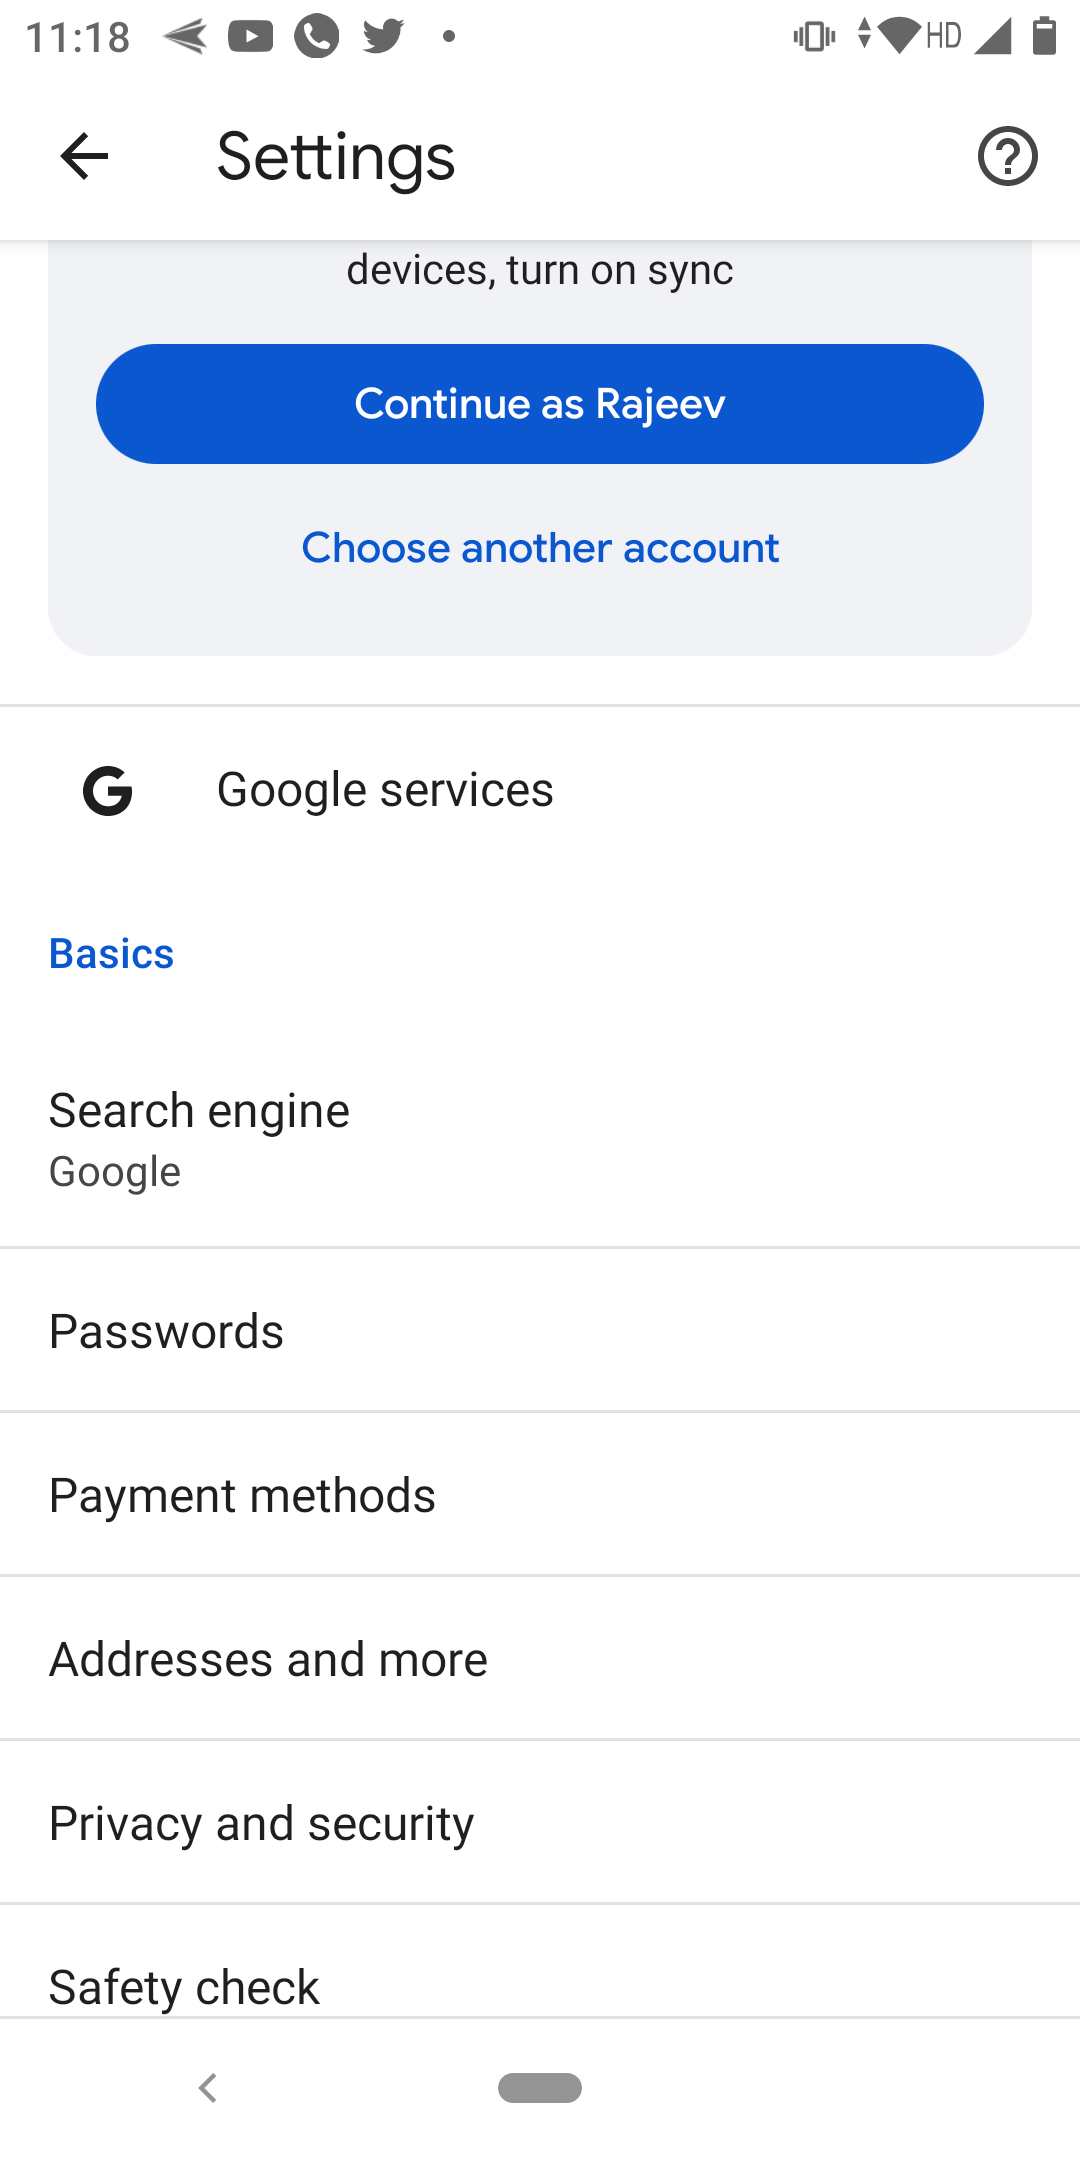 11:18
HD
Settings
devices, turn on sync
Continue as Rajeev
Choose another account
Google services
Basics
Search engine
Google
Passwords
Payment methods
Addresses and more
Privacy and security
Safety check